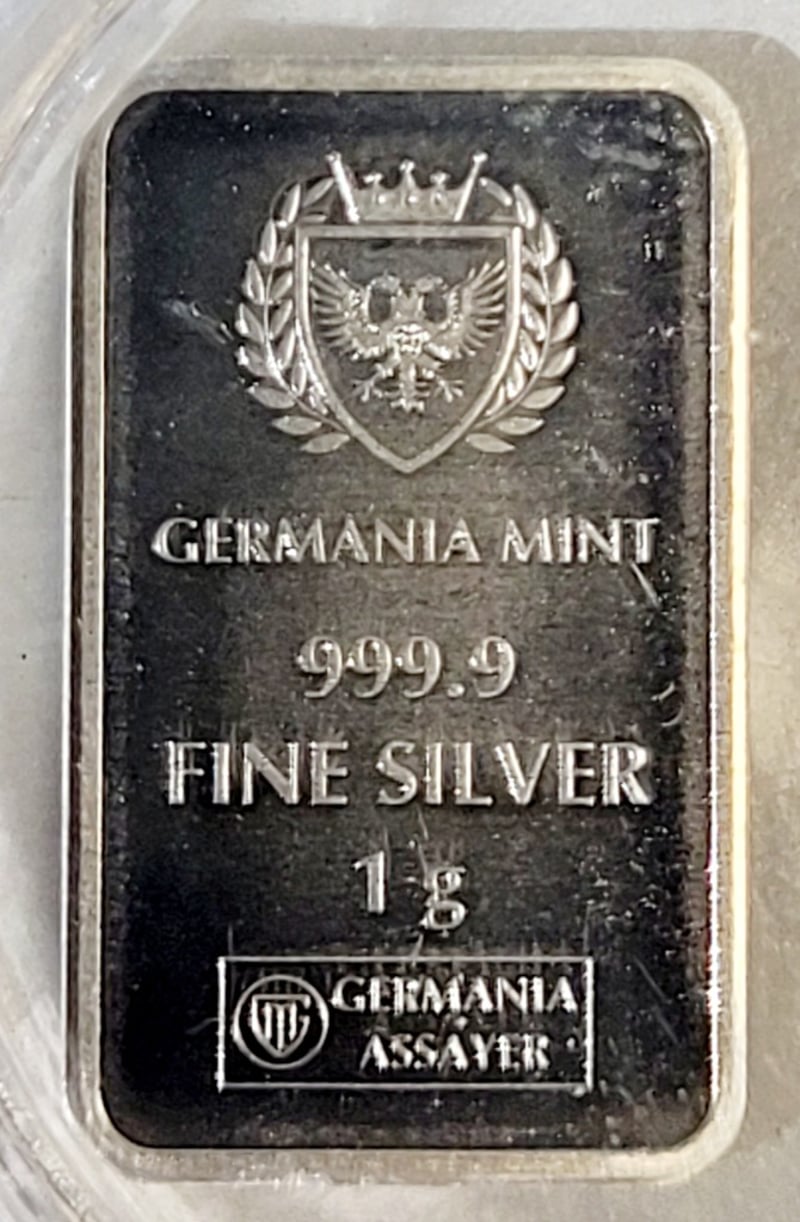 GERMANIA MINT
999.9
FINE SILVER
1 g
GERMANIA
ASSAYER